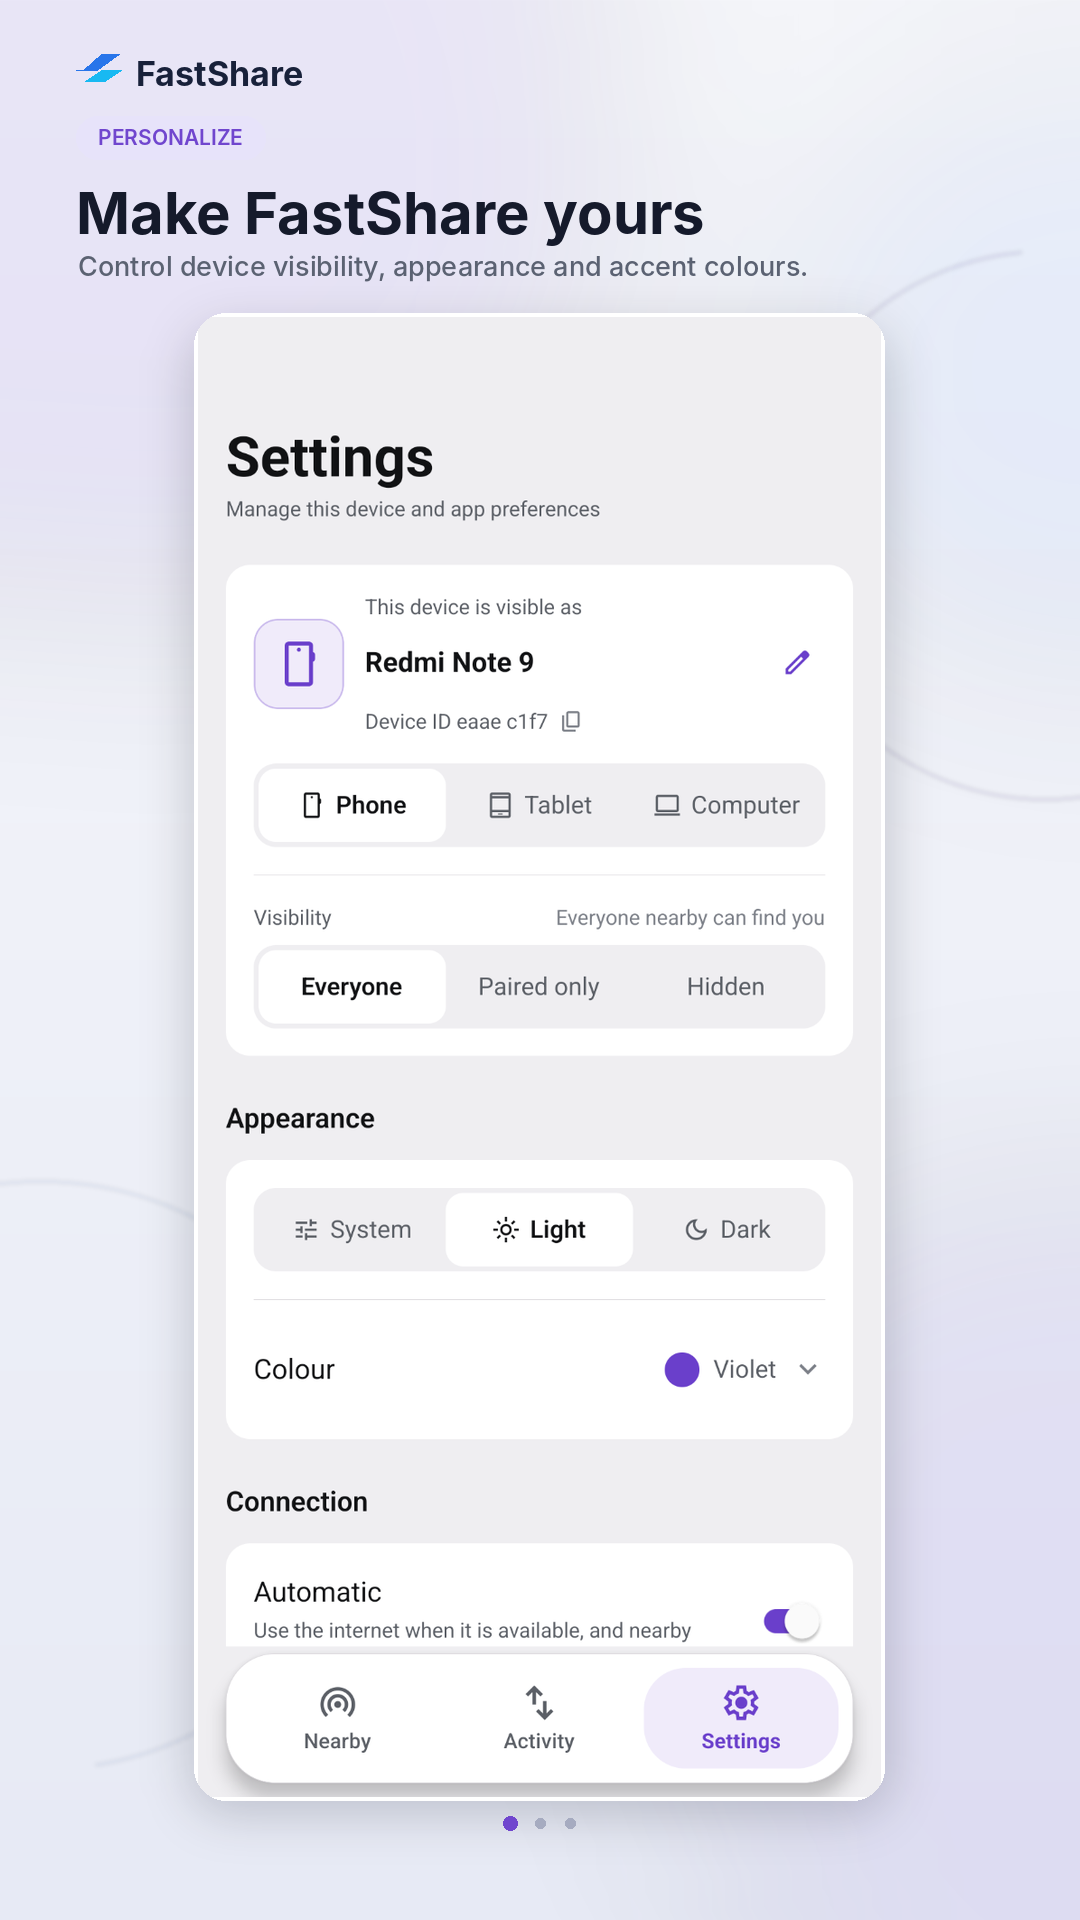 FastShare
PERSONALIZE
Make FastShare yours
Control device visibility, appearance and accent colours.
Settings
Manage this device and app preferences
This device is visible as
Redmi Note 9
Device ID eaae c1f7
Phone Tablet Computer
Visibility Everyone nearby can find you
Everyone Paired only Hidden
Appearance
System Light Dark
Colour Violet
Connection
Automatic
Use the internet when it is available, and nearby
Nearby Activity Settings